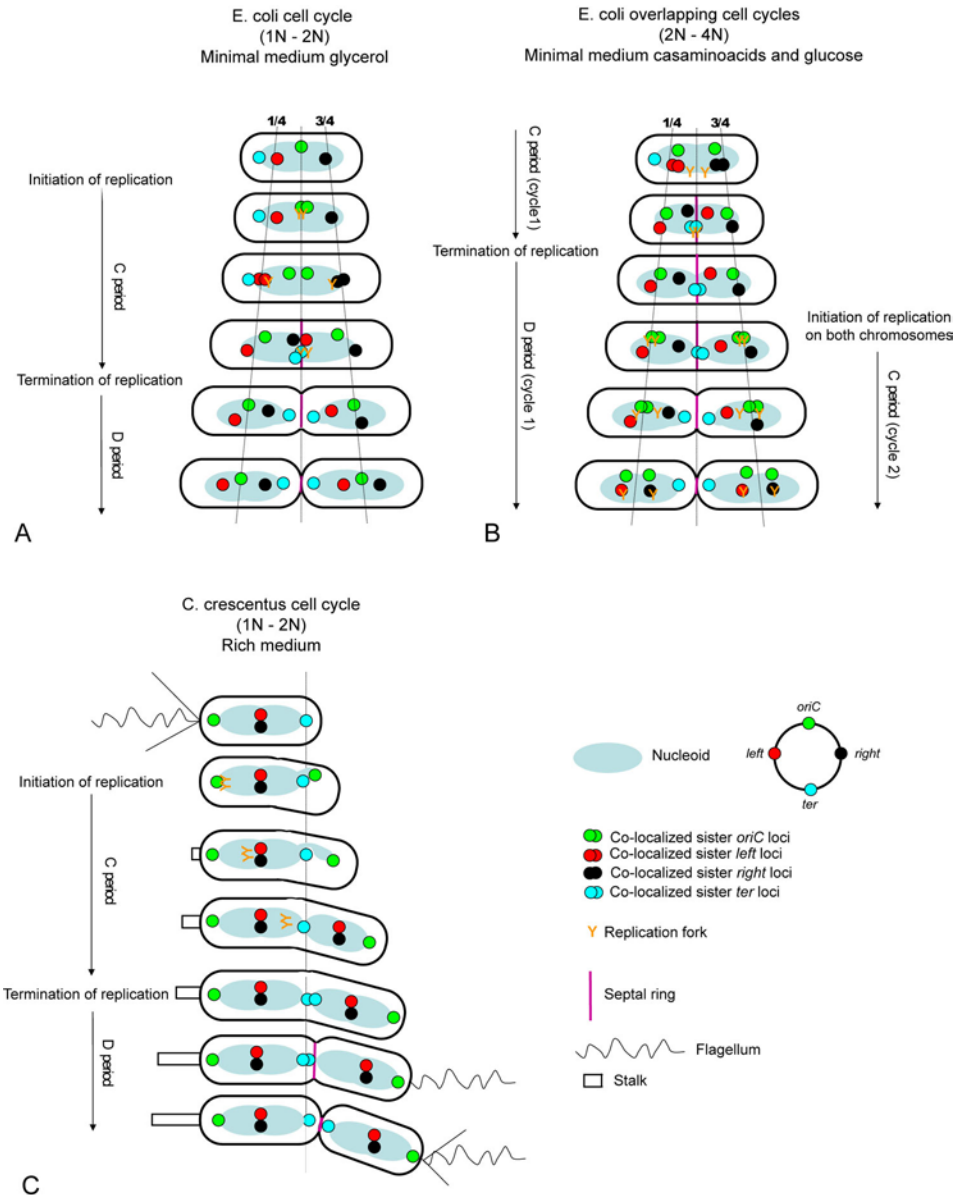 E. coli cell cycle
(1N - 2N)
Minimal medium glycerol
1/4 3/4
Initiation of replication
C period
Termination of replication
D period
A
E. coli overlapping cell cycles
(2N - 4N)
Minimal medium casaminoacids and glucose
1/4 3/4
C period (cycle1)
Termination of replication
D period (cycle 1)
Initiation of replication
on both chromosomes
C period (cycle 2)
B
C. crescentus cell cycle
(1N - 2N)
Rich medium
Initiation of replication
C period
Termination of replication
D period
C
Nucleoid
oriC
left right
ter
Co-localized sister oriC loci
Co-localized sister left loci
Co-localized sister right loci
Co-localized sister ter loci
Y Replication fork
Septal ring
Flagellum
Stalk